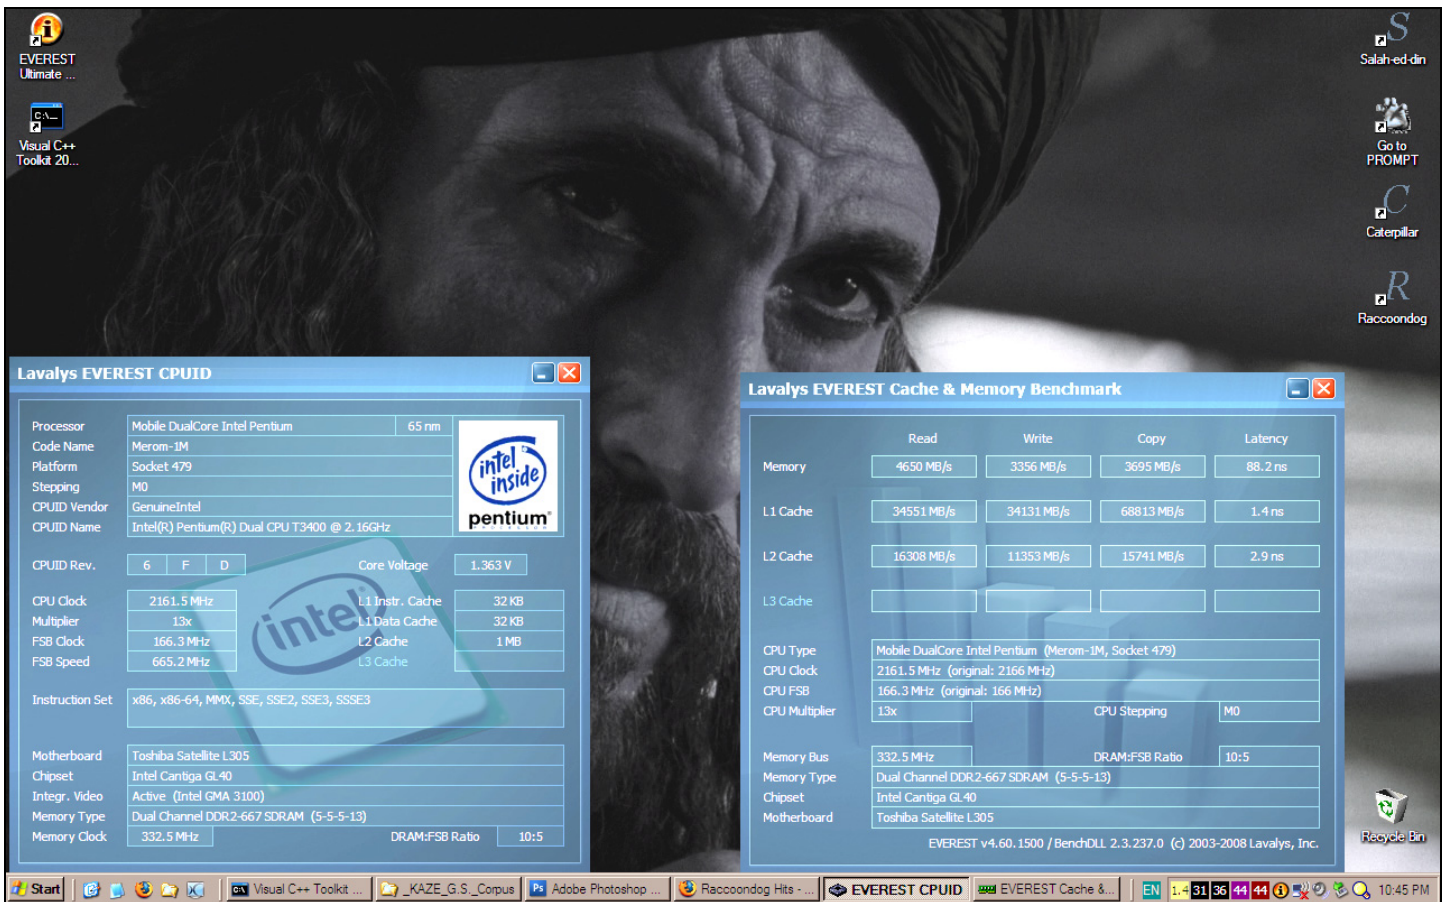 EVEREST
Ultimate ...
Visual C++
Toolkit 20...
S
Salah-ed-din
Go to
PROMPT
C
Caterpillar
R
Raccoondog
Recycle Bin
Lavalys EVEREST CPUID
Processor Mobile DualCore Intel Pentium 65 nm
Code Name Merom-1M
Platform Socket 479
Stepping M0
CPUID Vendor GenuineIntel
CPUID Name Intel(R) Pentium(R) Dual CPU T3400 @ 2.16GHz
intel
inside
pentium
PROCESSOR
CPUID Rev. 6 F D Core Voltage 1.363 V
CPU Clock 2161.5 MHz L1 Instr. Cache 32 KB
Multiplier 13x L1 Data Cache 32 KB
FSB Clock 166.3 MHz L2 Cache 1 MB
FSB Speed 665.2 MHz L3 Cache
intel
Instruction Set x86, x86-64, MMX, SSE, SSE2, SSE3, SSSE3
Motherboard Toshiba Satellite L305
Chipset Intel Cantiga GL40
Integr. Video Active (Intel GMA 3100)
Memory Type Dual Channel DDR2-667 SDRAM (5-5-5-13)
Memory Clock 332.5 MHz DRAM:FSB Ratio 10:5
Lavalys EVEREST Cache & Memory Benchmark
Read Write Copy Latency
Memory 4650 MB/s 3356 MB/s 3695 MB/s 88.2 ns
L1 Cache 34551 MB/s 34131 MB/s 68813 MB/s 1.4 ns
L2 Cache 16308 MB/s 11353 MB/s 15741 MB/s 2.9 ns
L3 Cache
CPU Type Mobile DualCore Intel Pentium (Merom-1M, Socket 479)
CPU Clock 2161.5 MHz (original: 2166 MHz)
CPU FSB 166.3 MHz (original: 166 MHz)
CPU Multiplier 13x CPU Stepping M0
Memory Bus 332.5 MHz DRAM:FSB Ratio 10:5
Memory Type Dual Channel DDR2-667 SDRAM (5-5-5-13)
Chipset Intel Cantiga GL40
Motherboard Toshiba Satellite L305
EVEREST v4.60.1500 / BenchDLL 2.3.237.0 (c) 2003-2008 Lavalys, Inc.
Start Visual C++ Toolkit ... _KAZE_G.S._Corpus Ps Adobe Photoshop ... Raccoondog Hits - ... EVEREST CPUID EVEREST Cache &... EN 1.4 31 36 44 44 10:45 PM